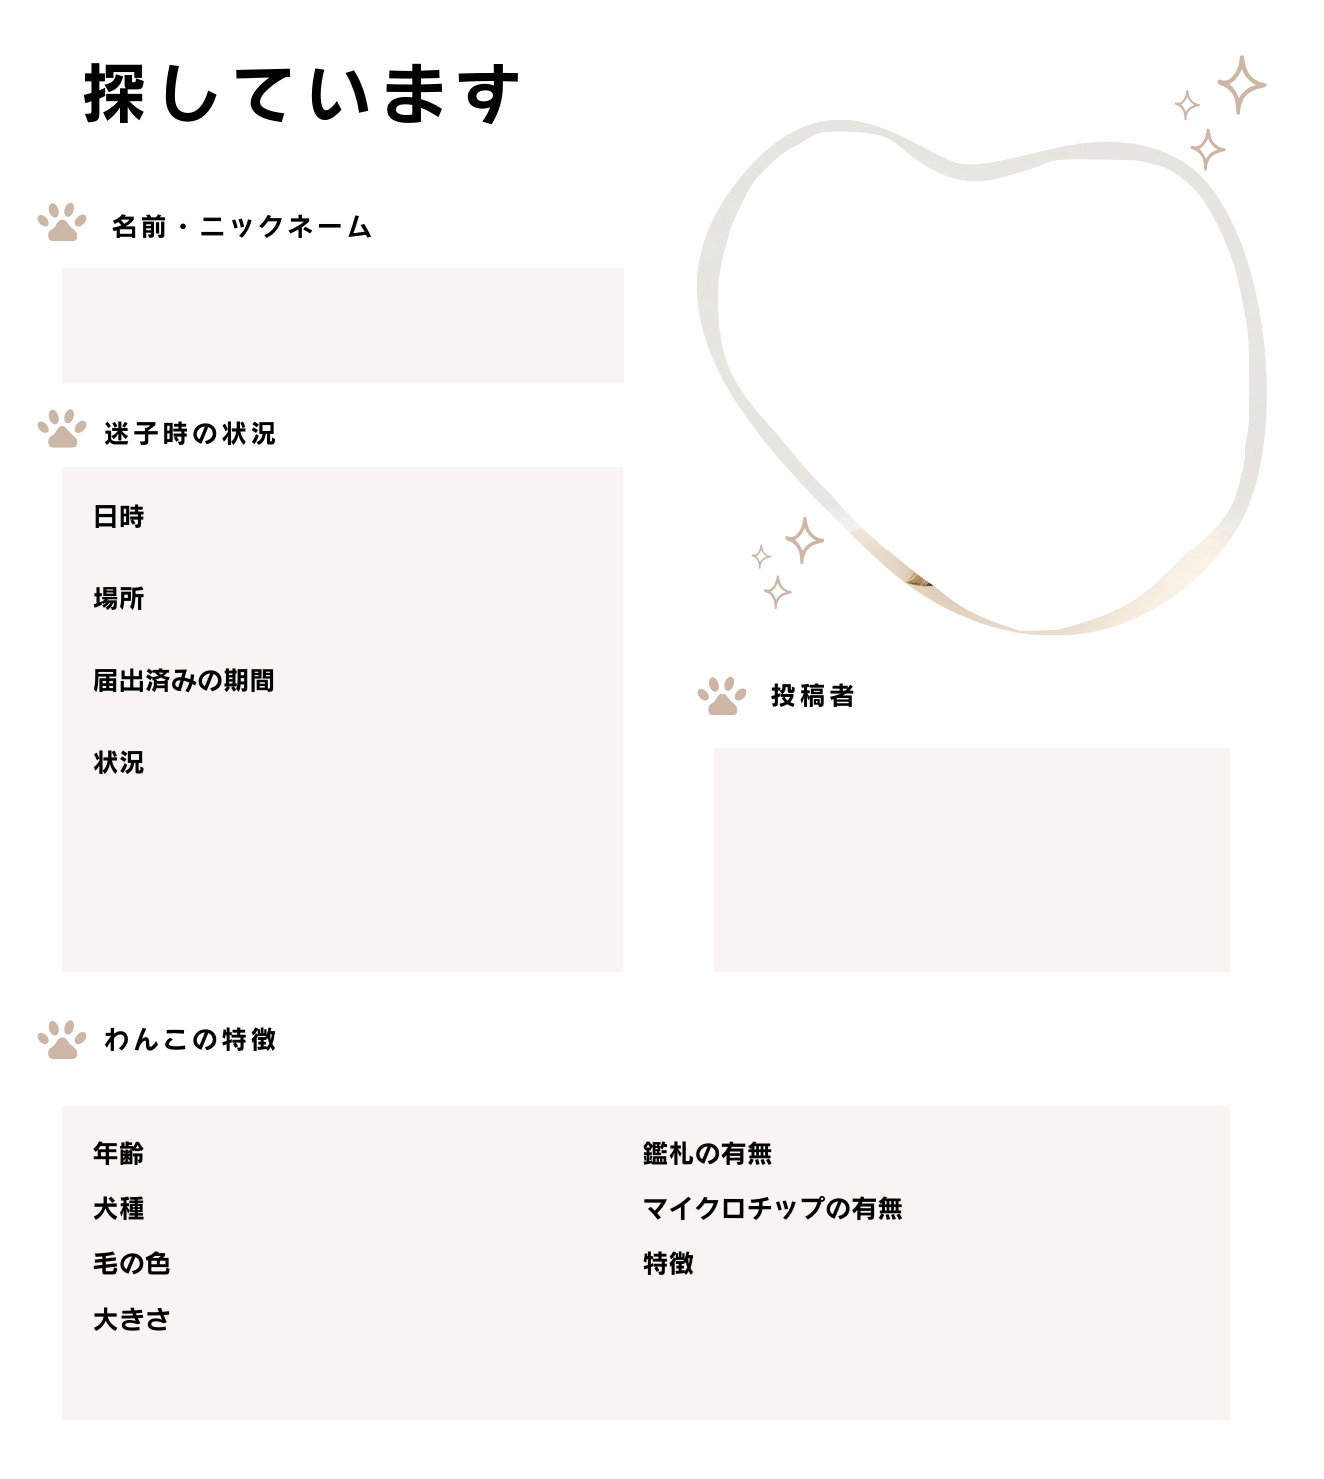 探しています
名前・ニックネーム
迷子時の状況
日時
場所
届出済みの期間
状況
投稿者
わんこの特徴
年齢
犬種
毛の色
大きさ
鑑札の有無
マイクロチップの有無
特徴